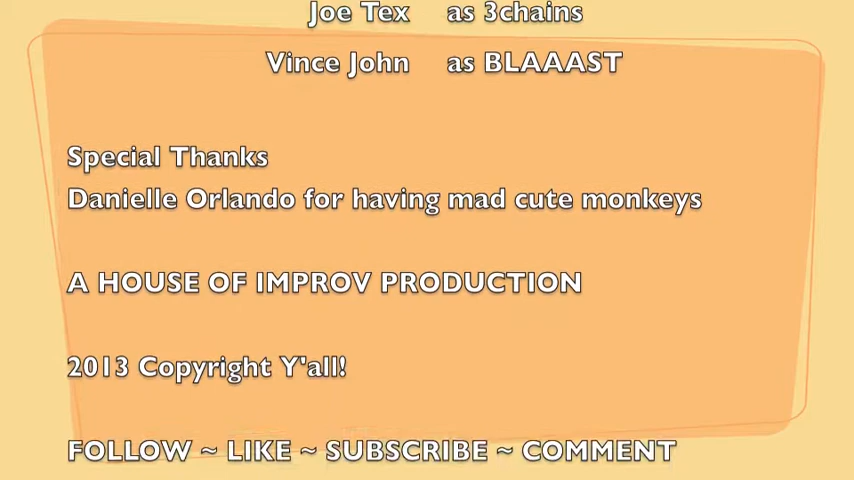 Joe Tex as 3chains
Vince John as BLAAAST
Special Thanks
Danielle Orlando for having mad cute monkeys
A HOUSE OF IMPROV PRODUCTION
2013 Copyright Y'all!
FOLLOW ~ LIKE ~ SUBSCRIBE ~ COMMENT